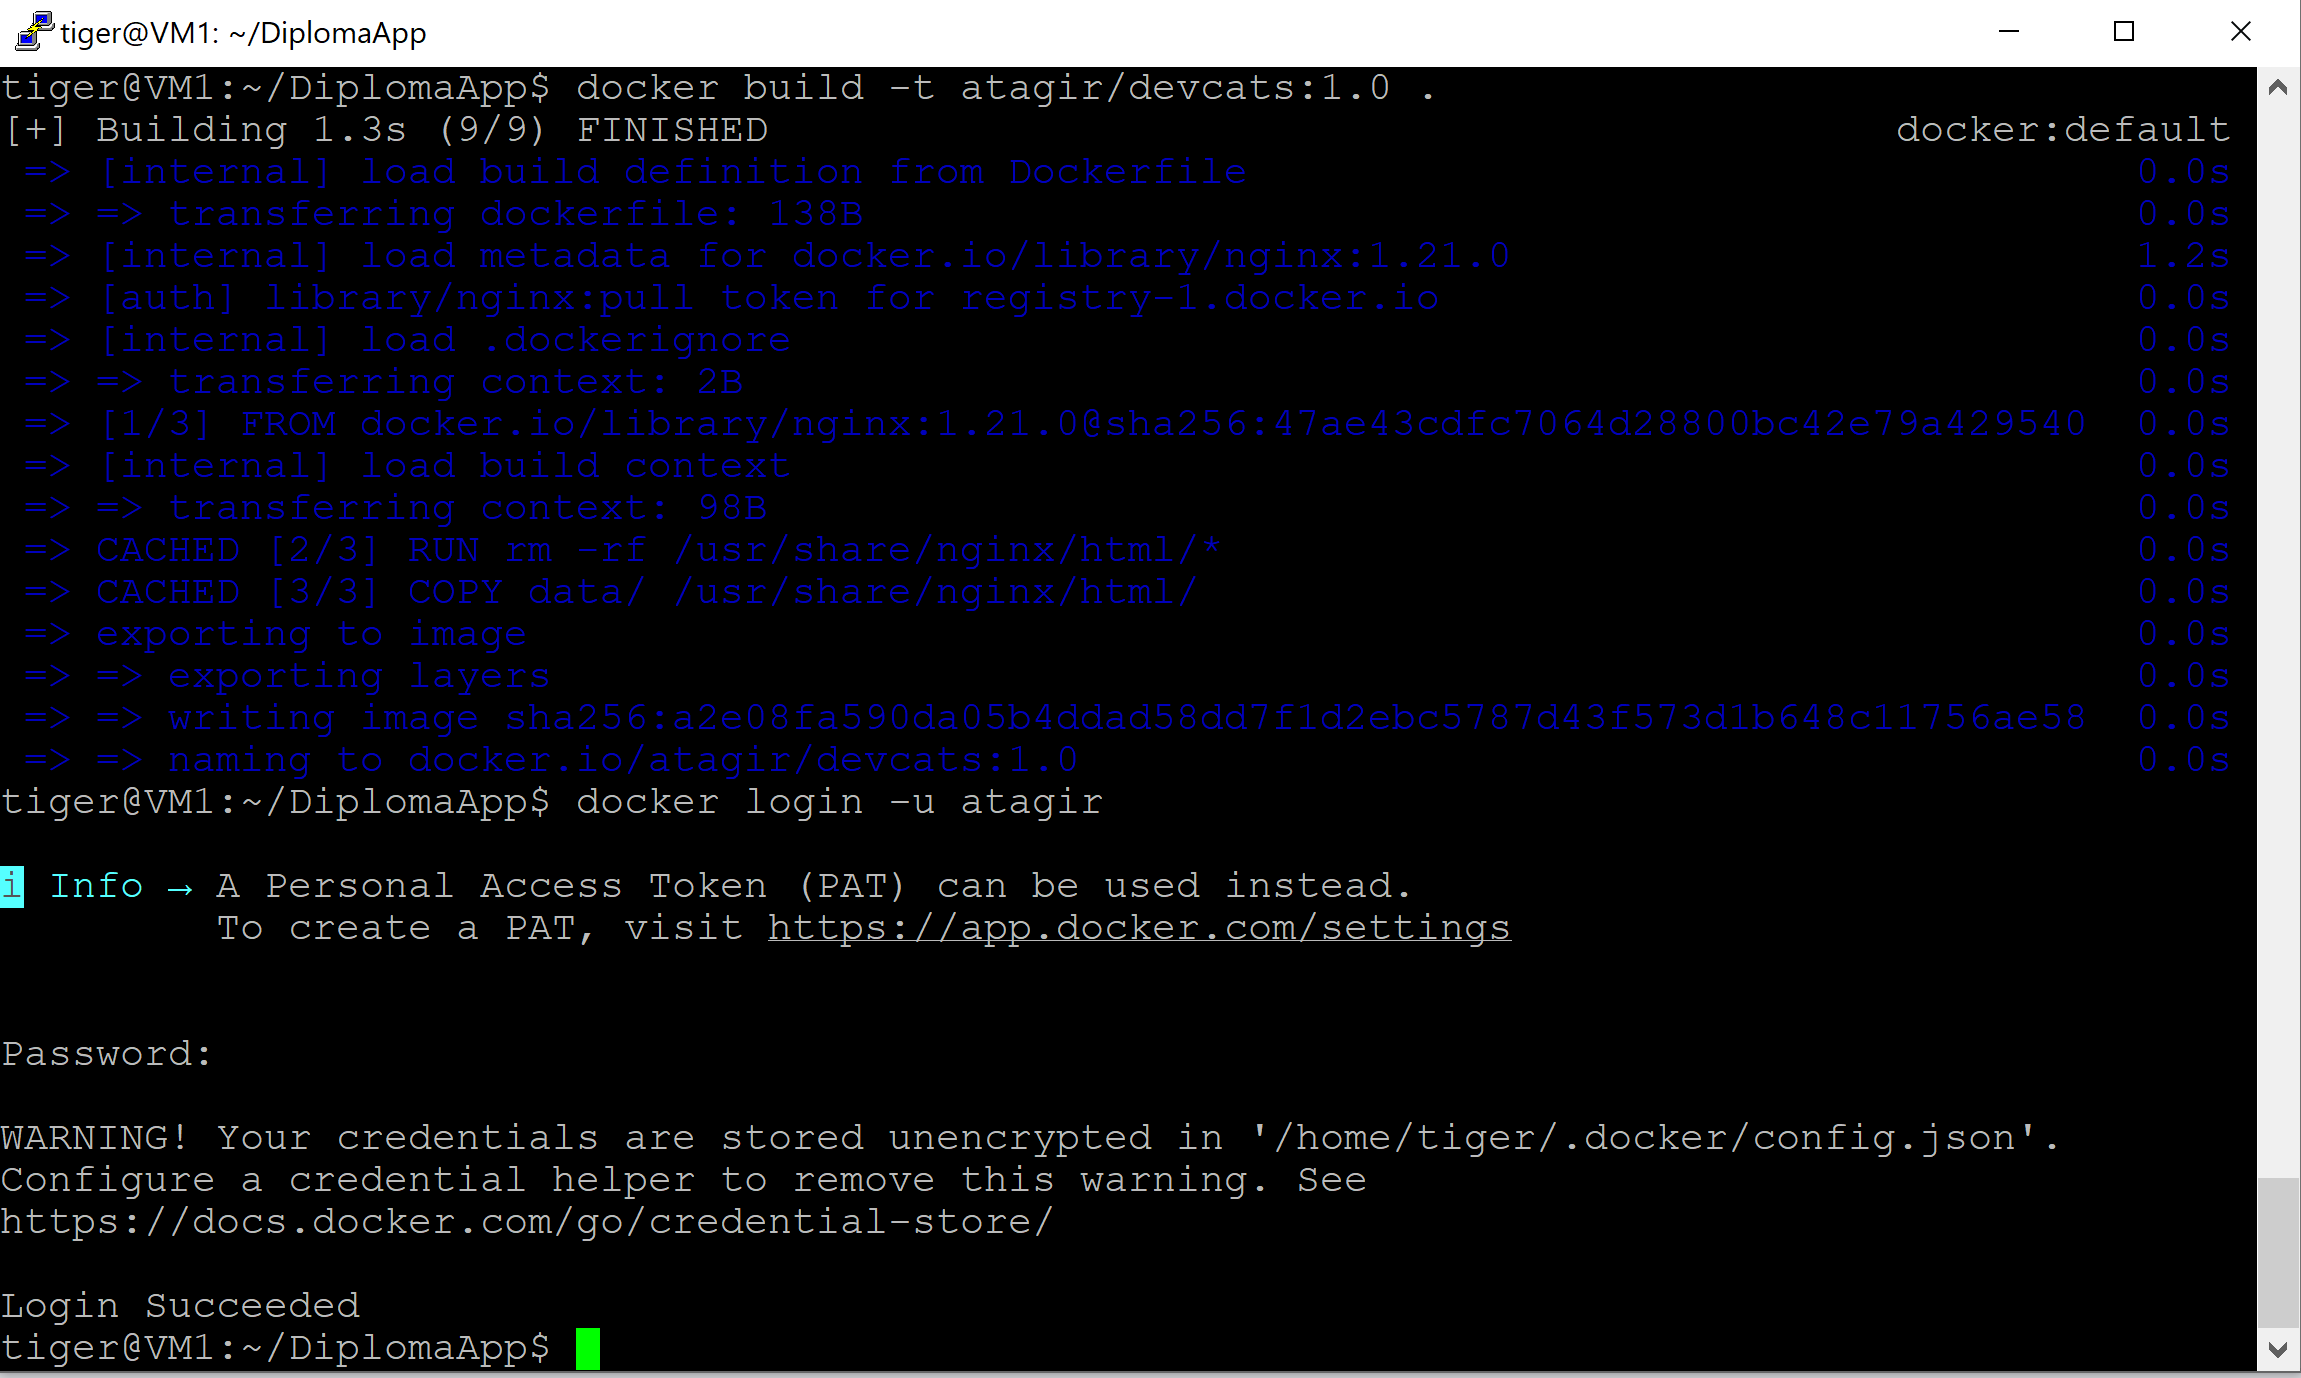 tiger@VM1: ~/DiplomaApp
tiger@VM1:~/DiplomaApp$ docker build -t atagir/devcats:1.0 .
[+] Building 1.3s (9/9) FINISHED docker:default
=> [internal] load build definition from Dockerfile 0.0s
=> => transferring dockerfile: 138B 0.0s
=> [internal] load metadata for docker.io/library/nginx:1.21.0 1.2s
=> [auth] library/nginx:pull token for registry-1.docker.io 0.0s
=> [internal] load .dockerignore 0.0s
=> => transferring context: 2B 0.0s
=> [1/3] FROM docker.io/library/nginx:1.21.0@sha256:47ae43cdfc7064d28800bc42e79a429540 0.0s
=> [internal] load build context 0.0s
=> => transferring context: 98B 0.0s
=> CACHED [2/3] RUN rm -rf /usr/share/nginx/html/* 0.0s
=> CACHED [3/3] COPY data/ /usr/share/nginx/html/ 0.0s
=> exporting to image 0.0s
=> => exporting layers 0.0s
=> => writing image sha256:a2e08fa590da05b4ddad58dd7f1d2ebc5787d43f573d1b648c11756ae58 0.0s
=> => naming to docker.io/atagir/devcats:1.0 0.0s
tiger@VM1:~/DiplomaApp$ docker login -u atagir
i Info → A Personal Access Token (PAT) can be used instead.
To create a PAT, visit https://app.docker.com/settings
Password:
WARNING! Your credentials are stored unencrypted in '/home/tiger/.docker/config.json'.
Configure a credential helper to remove this warning. See
https://docs.docker.com/go/credential-store/
Login Succeeded
tiger@VM1:~/DiplomaApp$